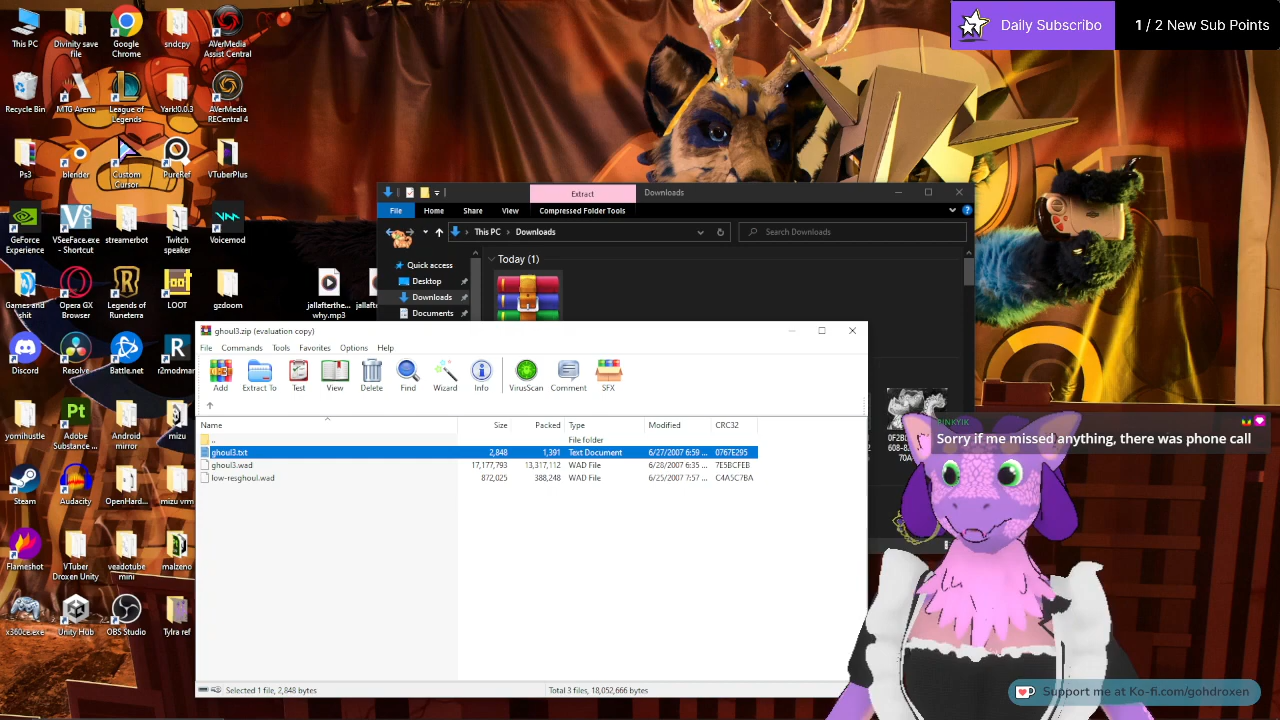 This PC
Divinity save file
Google Chrome
sndcpy
AVerMedia Assist Central
Recycle Bin
MTG Arena
League of Legends
Yark!0.0.3
AVerMedia RECentral 4
Ps3
blender
Custom Cursor
PureRef
VTuberPlus
GeForce Experience
VSeeFace.exe - Shortcut
streamerbot
Twitch speaker
Voicemod
Games and shit
Opera GX Browser
Legends of Runeterra
LOOT
gzdoom
jallafterthe... why.mp3
Discord
Resolve
Battle.net
r2modmar
yomihustle
Adobe Substance ...
Android mirror
mizu
Steam
Audacity
OpenHard...
mizu vrm
Flameshot
VTuber Droxen Unity
veadotube mini
malzeno
x360ce.exe
Unity Hub
OBS Studio
Tylra ref
Daily Subscribo
1 / 2 New Sub Points
Extract
Downloads
File
Home
Share
View
Compressed Folder Tools
This PC
Downloads
Search Downloads
Quick access
Desktop
Downloads
Documents
Today (1)
ghoul3.zip (evaluation copy)
File Commands Tools Favorites Options Help
Add
Extract To
Test
View
Delete
Find
Wizard
Info
VirusScan
Comment
SFX
Name Size Packed Type Modified CRC32
.. File folder
ghoul3.txt 2,848 1,391 Text Document 6/27/2007 6:59 ... 0767E295
ghoul3.wad 17,177,793 13,317,112 WAD File 6/28/2007 6:35 ... 7E5BCFEB
low-resghoul.wad 872,025 388,248 WAD File 6/25/2007 7:57 ... C4A5C7BA
Selected 1 file, 2,848 bytes
Total 3 files, 18,052,666 bytes
Sorry if me missed anything, there was phone call
Support me at Ko-fi.com/gohdroxen